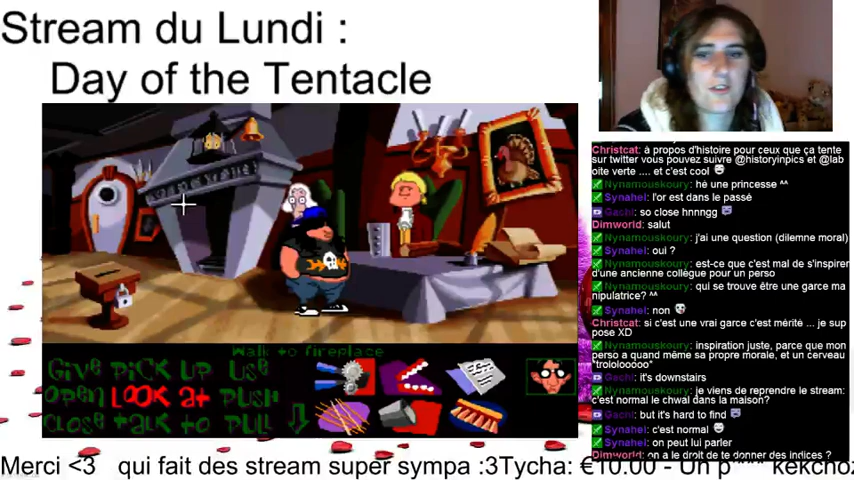 Stream du Lundi :
Day of the Tentacle
Christcat: à propos d'histoire pour ceux que ça tente
sur twitter vous pouvez suivre @historyinpics et @lab
oite verte .... et c'est cool
Nynamouskoury: hé une princesse ^^
Synahel: l'or est dans le passé
Gachl: so close hnnngg
Dimworld: salut
Nynamouskoury: j'ai une question (dilemne moral)
Synahel: oui ?
Nynamouskoury: est-ce que c'est mal de s'inspirer
d'une ancienne collègue pour un perso
Nynamouskoury: qui se trouve être une garce ma
nipulatrice? ^^
Synahel: non
Christcat: si c'est une vrai garce c'est mérité ... je sup
pose XD
Nynamouskoury: inspiration juste, parce que mon
perso a quand même sa propre morale, et un cerveau
*trololoooo*
Gachl: it's downstairs
Nynamouskoury: je viens de reprendre le stream:
c'est normal le chwal dans la maison?
Gachl: but it's hard to find
Synahel: c'est normal
Synahel: on peut lui parler
Dimworld: on a le droit de te donner des indices ?
Walk to fireplace
Give Pick up Use
Open Look at Push
Close Talk to Pull
Merci <3 qui fait des stream super sympa :3Tycha: €10.00 - Un p**** kekchoz